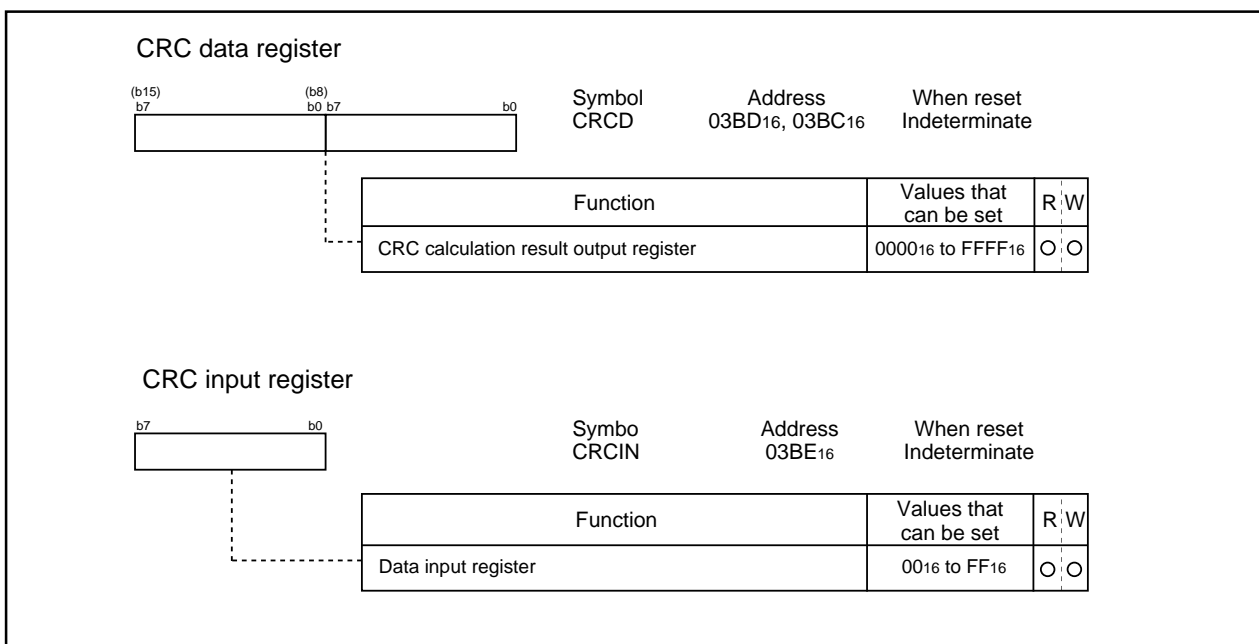 CRC data register
(b15) (b8)
b7 b0 b7 b0
Symbol Address When reset
CRCD 03BD16, 03BC16 Indeterminate
Function Values that can be set R W
CRC calculation result output register 000016 to FFFF16 O O
CRC input register
b7 b0
Symbo Address When reset
CRCIN 03BE16 Indeterminate
Function Values that can be set R W
Data input register 0016 to FF16 O O